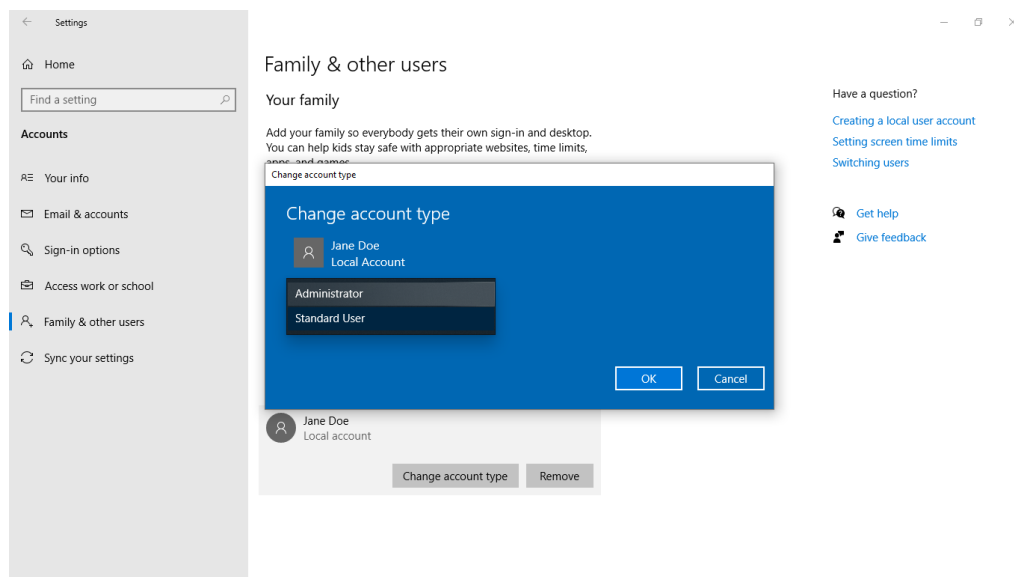 Settings
Home
Find a setting
Accounts
Your info
Email & accounts
Sign-in options
Access work or school
Family & other users
Sync your settings
Family & other users
Your family
Add your family so everybody gets their own sign-in and desktop.
You can help kids stay safe with appropriate websites, time limits,
apps, and games
Change account type
Change account type
Jane Doe
Local Account
Administrator
Standard User
OK
Cancel
Jane Doe
Local account
Change account type
Remove
Have a question?
Creating a local user account
Setting screen time limits
Switching users
Get help
Give feedback